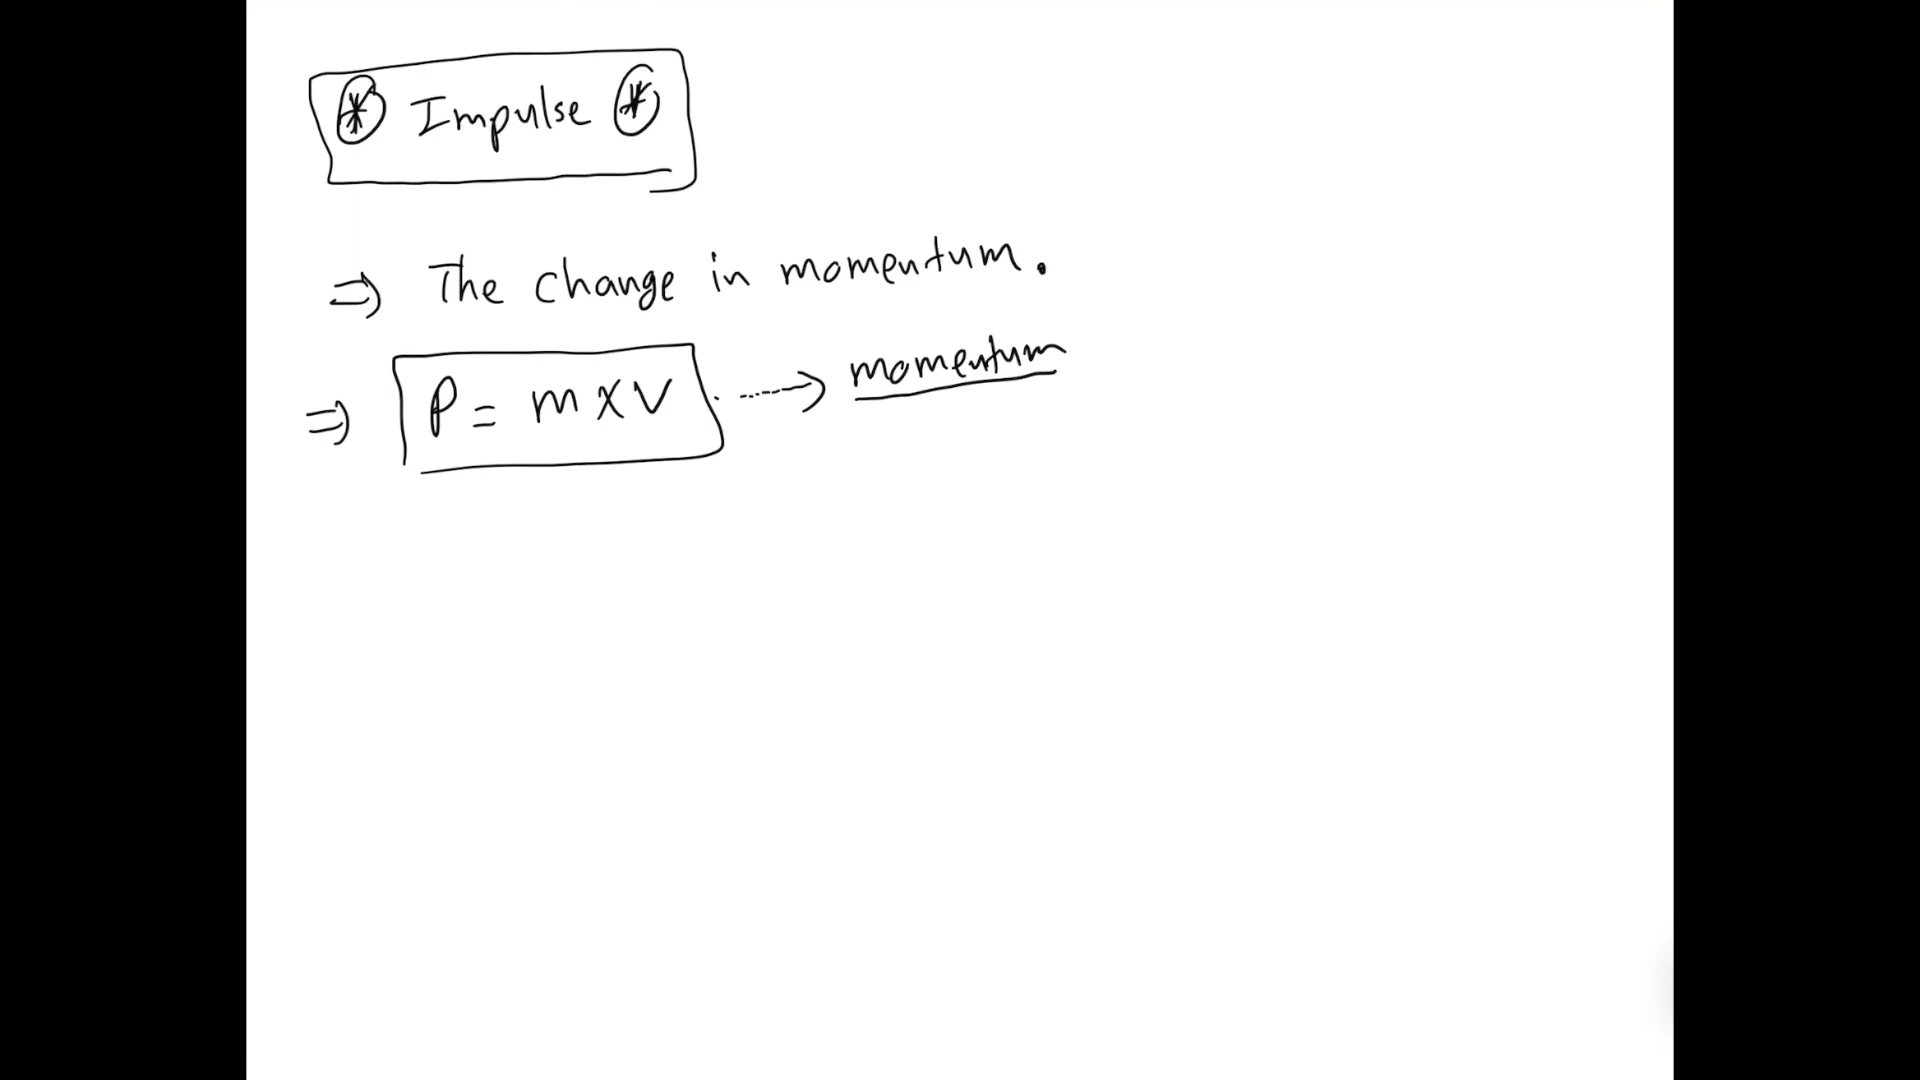 * Impulse *
⇒ The change in momentum.
⇒ P = m x v ⇢ momentum